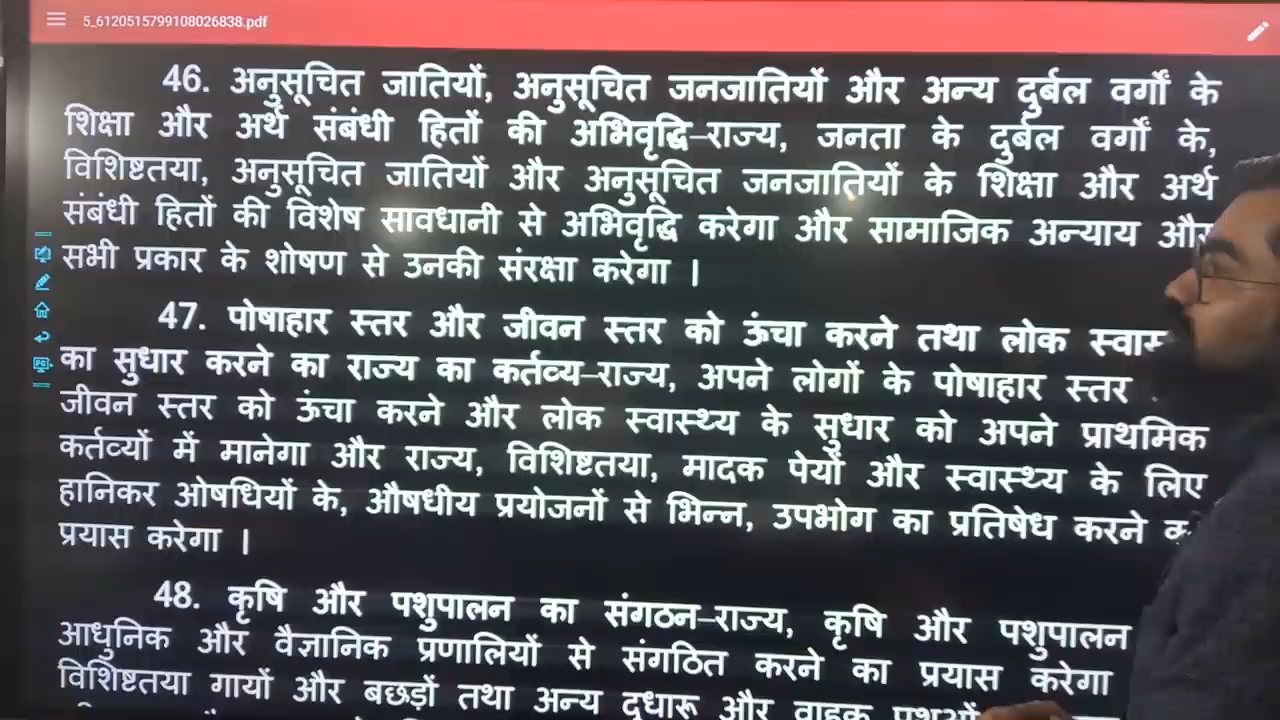 5_6120515799108026838.pdf
46. अनुसूचित जातियों, अनुसूचित जनजातियों और अन्य दुर्बल वर्गों के
शिक्षा और अर्थ संबंधी हितों की अभिवृद्धि–राज्य, जनता के दुर्बल वर्गों के,
विशिष्टतया, अनुसूचित जातियों और अनुसूचित जनजातियों के शिक्षा और अर्थ
संबंधी हितों की विशेष सावधानी से अभिवृद्धि करेगा और सामाजिक अन्याय और
सभी प्रकार के शोषण से उनकी संरक्षा करेगा ।
47. पोषाहार स्तर और जीवन स्तर को ऊंचा करने तथा लोक
का सुधार करने का राज्य का कर्तव्य–राज्य, अपने लोगों के पोषाहार स्तर
जीवन स्तर को ऊंचा करने और लोक स्वास्थ्य के सुधार को अपने प्राथमिक
कर्तव्यों में मानेगा और राज्य, विशिष्टतया, मादक पेयों और स्वास्थ्य के लिए
हानिकर ओषधियों के, औषधीय प्रयोजनों से भिन्न, उपभोग का प्रतिषेध करने
प्रयास करेगा ।
48. कृषि और पशुपालन का संगठन–राज्य, कृषि और पशुपालन
आधुनिक और वैज्ञानिक प्रणालियों से संगठित करने का प्रयास करेगा
विशिष्टतया गायों और बछड़ों तथा अन्य दुधारू और वाहक